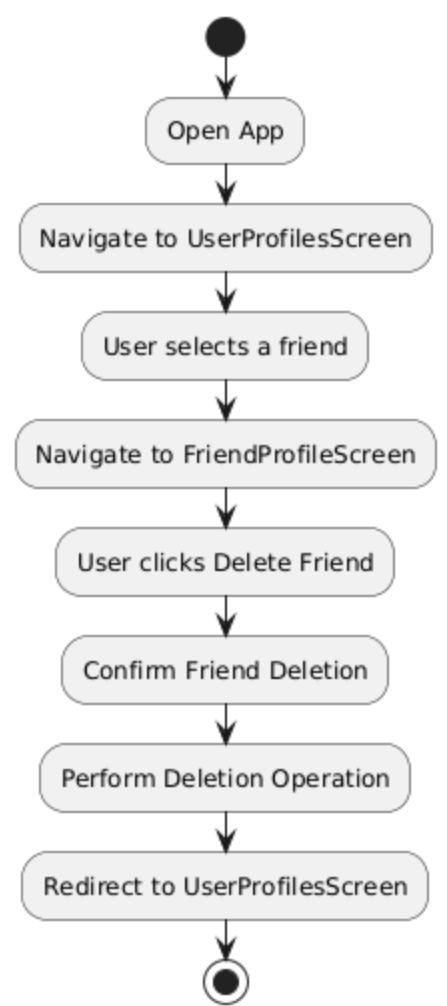 Open App
Navigate to UserProfilesScreen
User selects a friend
Navigate to FriendProfileScreen
User clicks Delete Friend
Confirm Friend Deletion
Perform Deletion Operation
Redirect to UserProfilesScreen